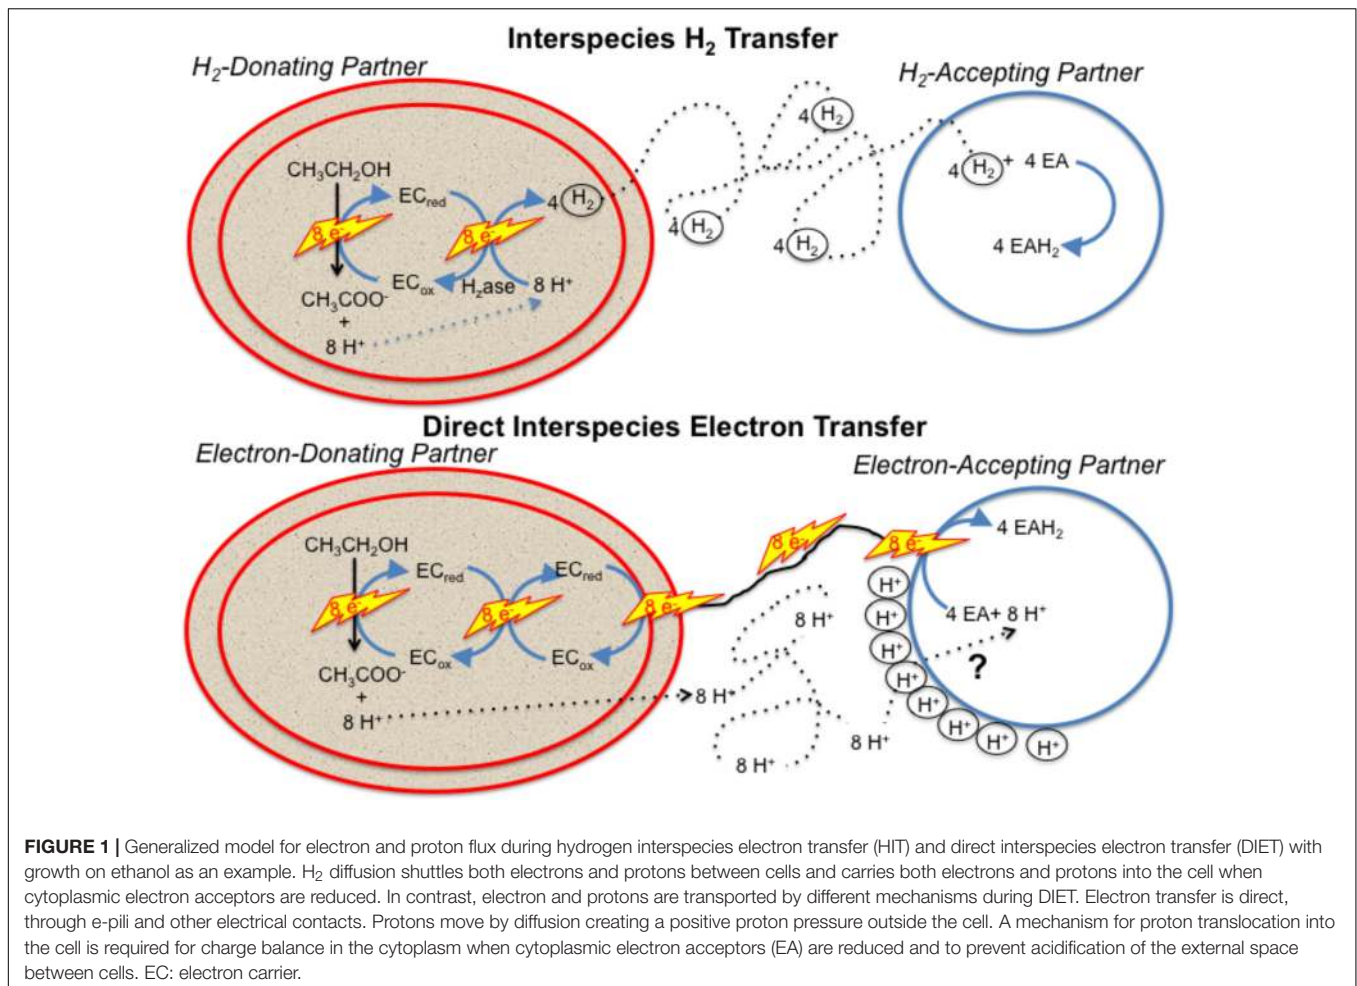 Interspecies H₂ Transfer
H₂-Donating Partner
H₂-Accepting Partner
CH₃CH₂OH
EC_red
8 e⁻
8 e⁻
4 H₂
EC_ox
H₂ase
8 H⁺
CH₃COO⁻
+
8 H⁺
4 H₂
4 H₂
4 H₂
4 H₂ + 4 EA
4 EAH₂
Direct Interspecies Electron Transfer
Electron-Donating Partner
Electron-Accepting Partner
CH₃CH₂OH
EC_red
EC_red
8 e⁻
8 e⁻
8 e⁻
8 e⁻
8 e⁻
EC_ox
EC_ox
CH₃COO⁻
+
8 H⁺
8 H⁺
8 H⁺
8 H⁺
8 H⁺
4 EAH₂
4 EA+ 8 H⁺
?
H⁺
H⁺
H⁺
H⁺
H⁺
H⁺
H⁺
H⁺
FIGURE 1 | Generalized model for electron and proton flux during hydrogen interspecies electron transfer (HIT) and direct interspecies electron transfer (DIET) with
growth on ethanol as an example. H₂ diffusion shuttles both electrons and protons between cells and carries both electrons and protons into the cell when
cytoplasmic electron acceptors are reduced. In contrast, electron and protons are transported by different mechanisms during DIET. Electron transfer is direct,
through e-pili and other electrical contacts. Protons move by diffusion creating a positive proton pressure outside the cell. A mechanism for proton translocation into
the cell is required for charge balance in the cytoplasm when cytoplasmic electron acceptors (EA) are reduced and to prevent acidification of the external space
between cells. EC: electron carrier.